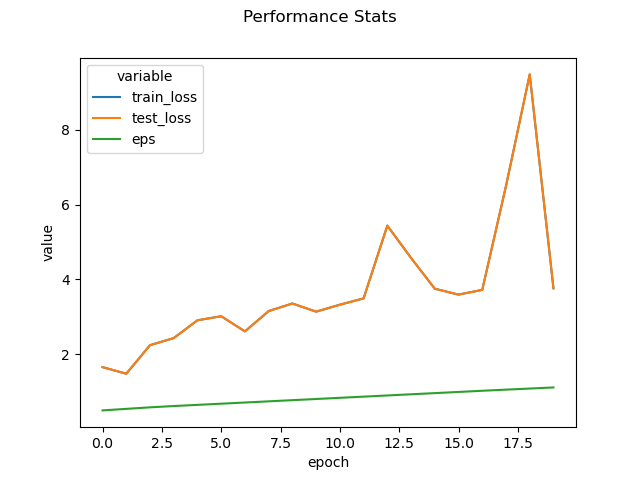 Performance Stats
variable
train_loss
test_loss
eps
value
8
6
4
2
0.0 2.5 5.0 7.5 10.0 12.5 15.0 17.5
epoch